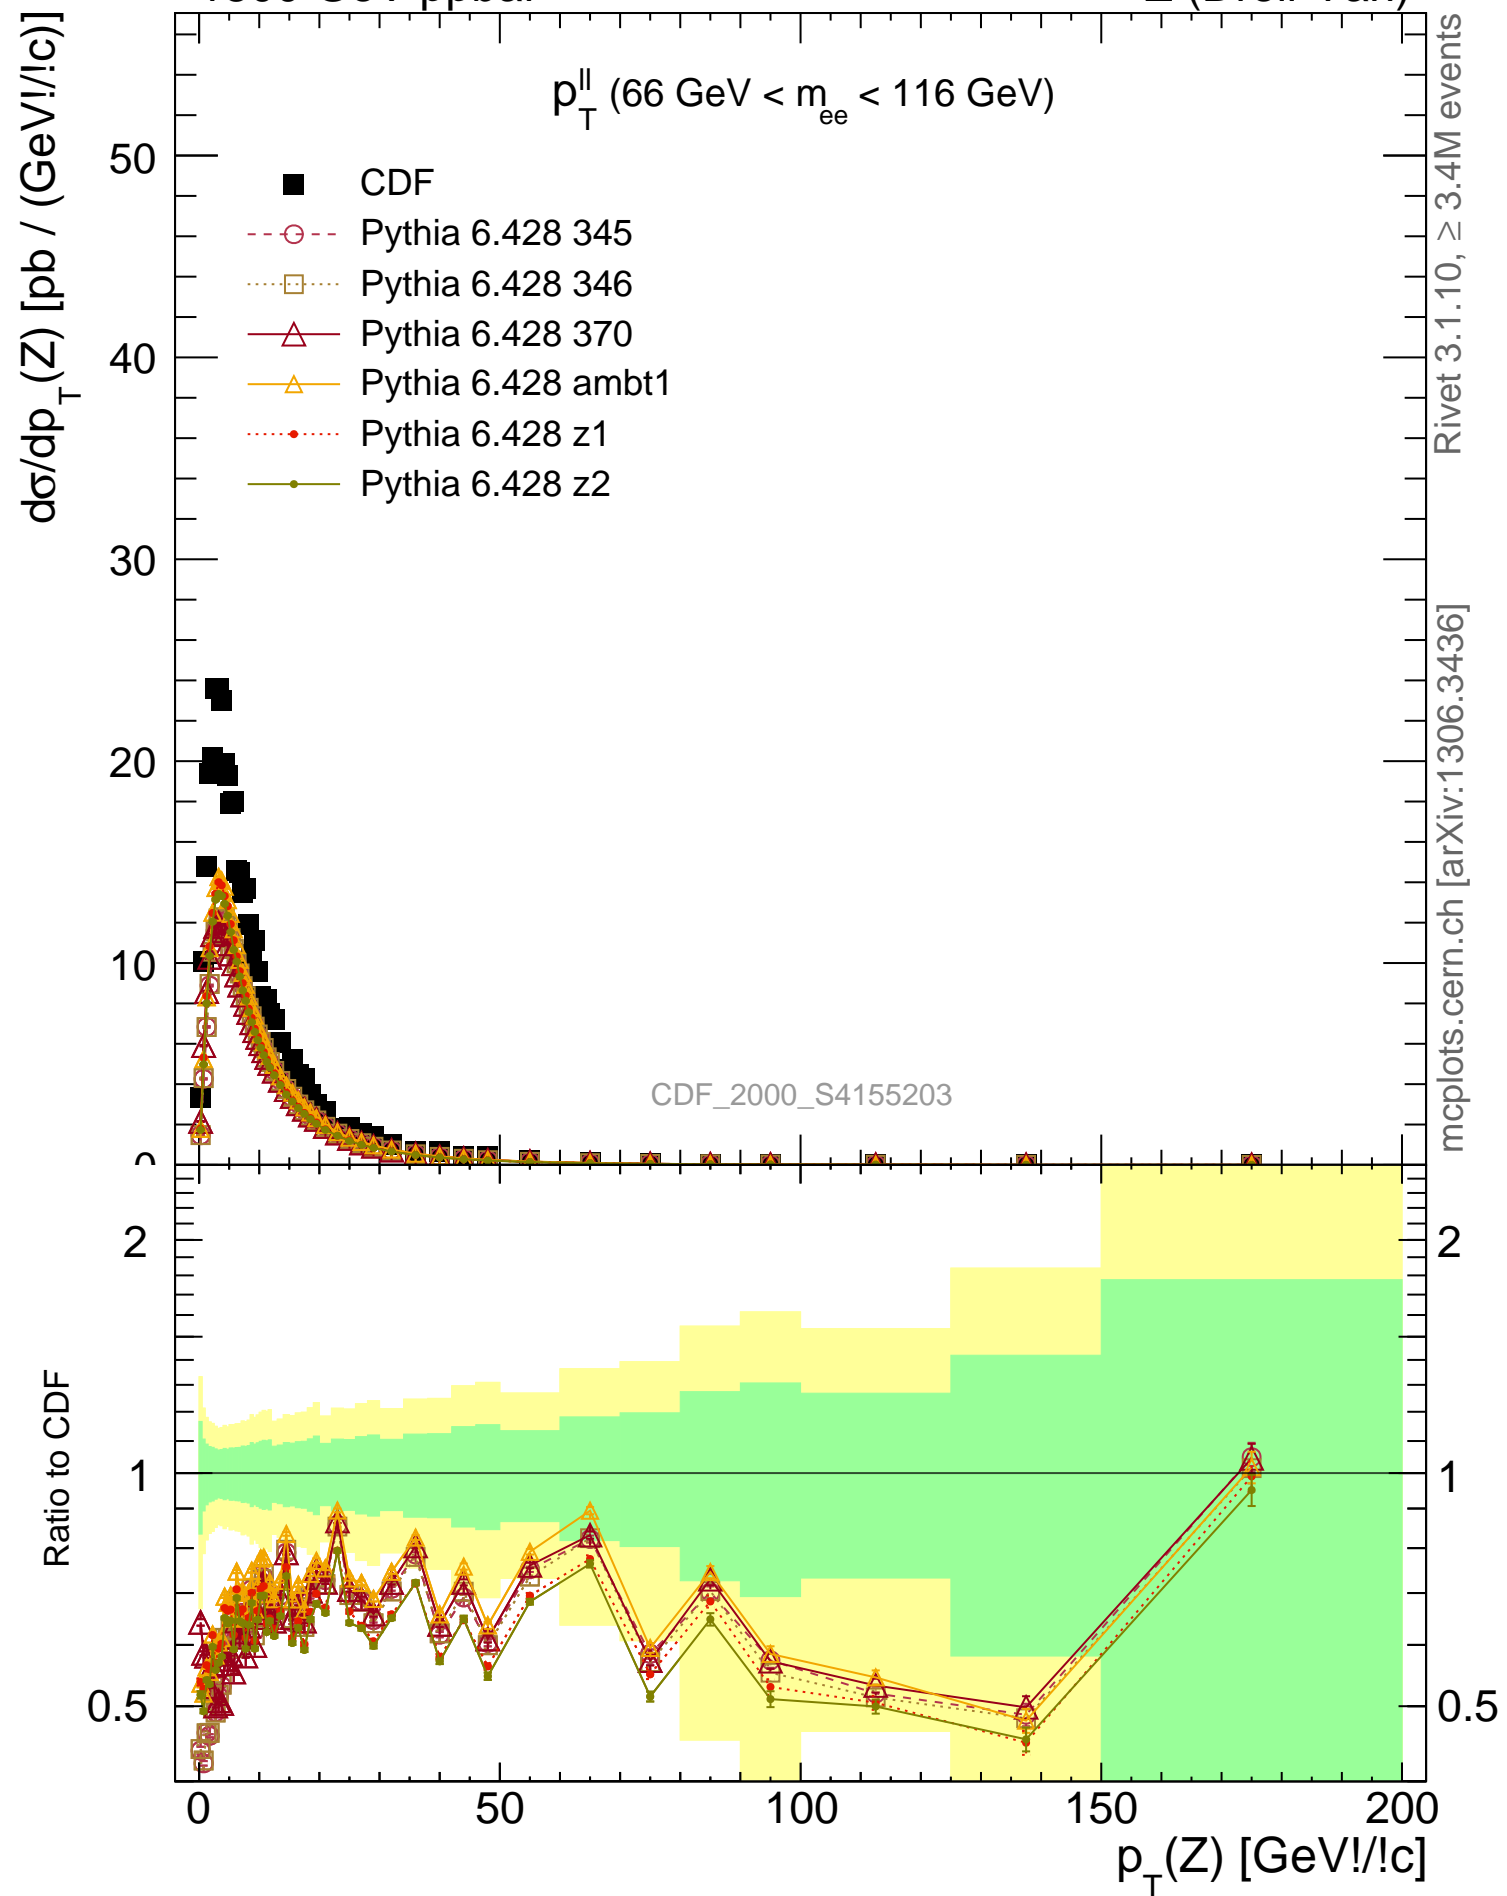 dσ/dp_T(Z) [pb / (GeV!/!c)]
p_T^ll (66 GeV < m_ee < 116 GeV)
CDF
Pythia 6.428 345
Pythia 6.428 346
Pythia 6.428 370
Pythia 6.428 ambt1
Pythia 6.428 z1
Pythia 6.428 z2
50
40
30
20
10
0
CDF_2000_S4155203
Rivet 3.1.10, ≥ 3.4M events
mcplots.cern.ch [arXiv:1306.3436]
Ratio to CDF
2
1
0.5
2
1
0.5
0
50
100
150
200
p_T(Z) [GeV!/!c]